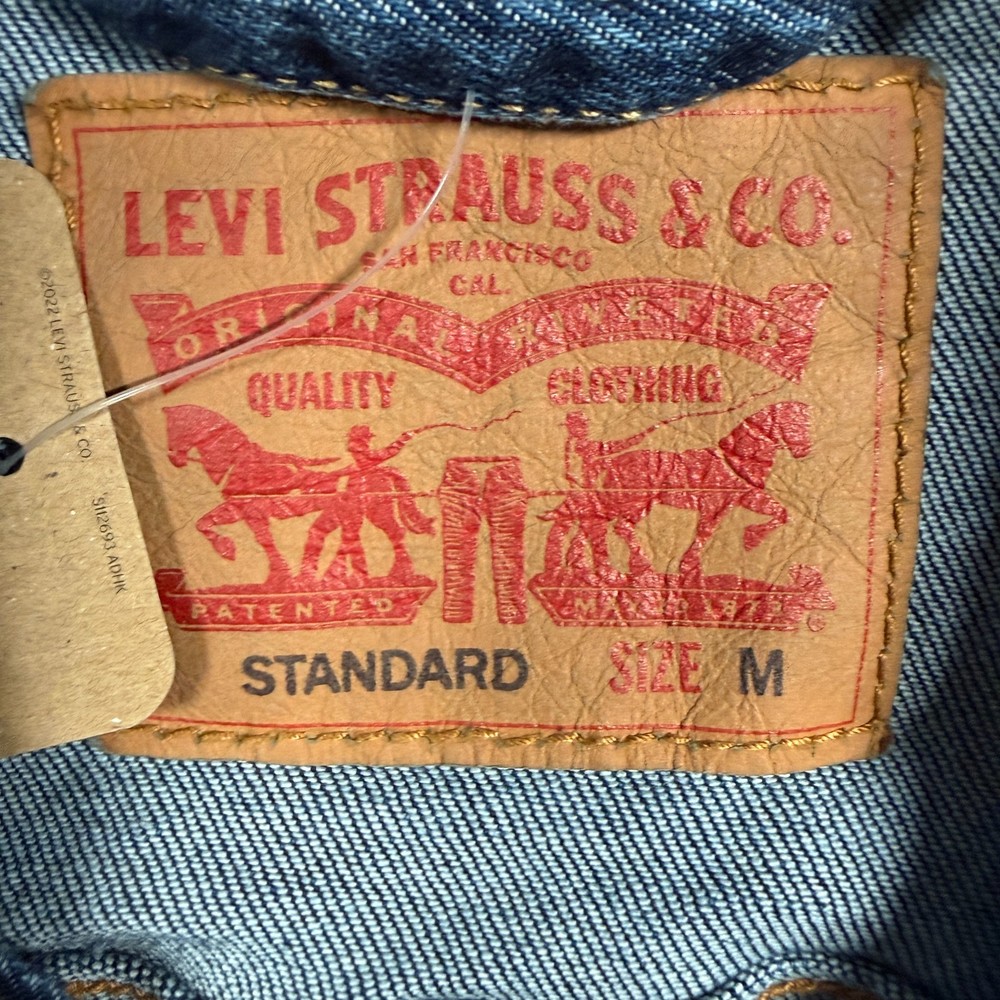 LEVI STRAUSS & CO.
SAN FRANCISCO
CAL.
ORIGINAL RIVETED
QUALITY CLOTHING
PATENTED MAY 20 1873
®
STANDARD SIZE M
©2022 LEVI STRAUSS & CO.
5112693 ADHK